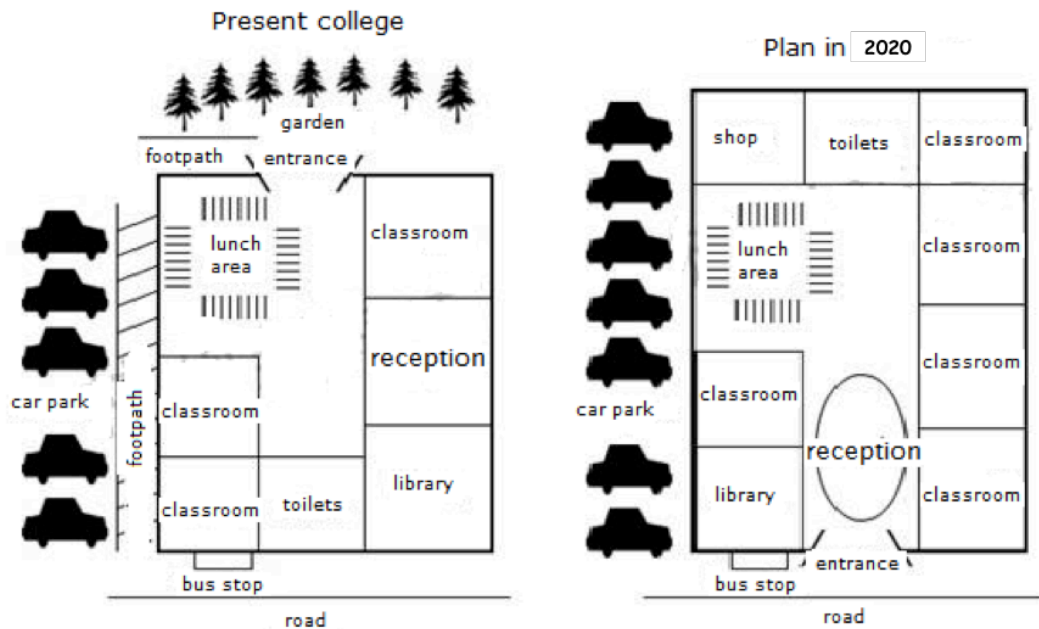 Present college
garden
footpath
entrance
lunch
area
classroom
reception
car park
footpath
classroom
library
classroom
toilets
bus stop
road
Plan in 2020
shop
toilets
classroom
lunch
area
classroom
car park
classroom
classroom
reception
library
classroom
entrance
bus stop
road